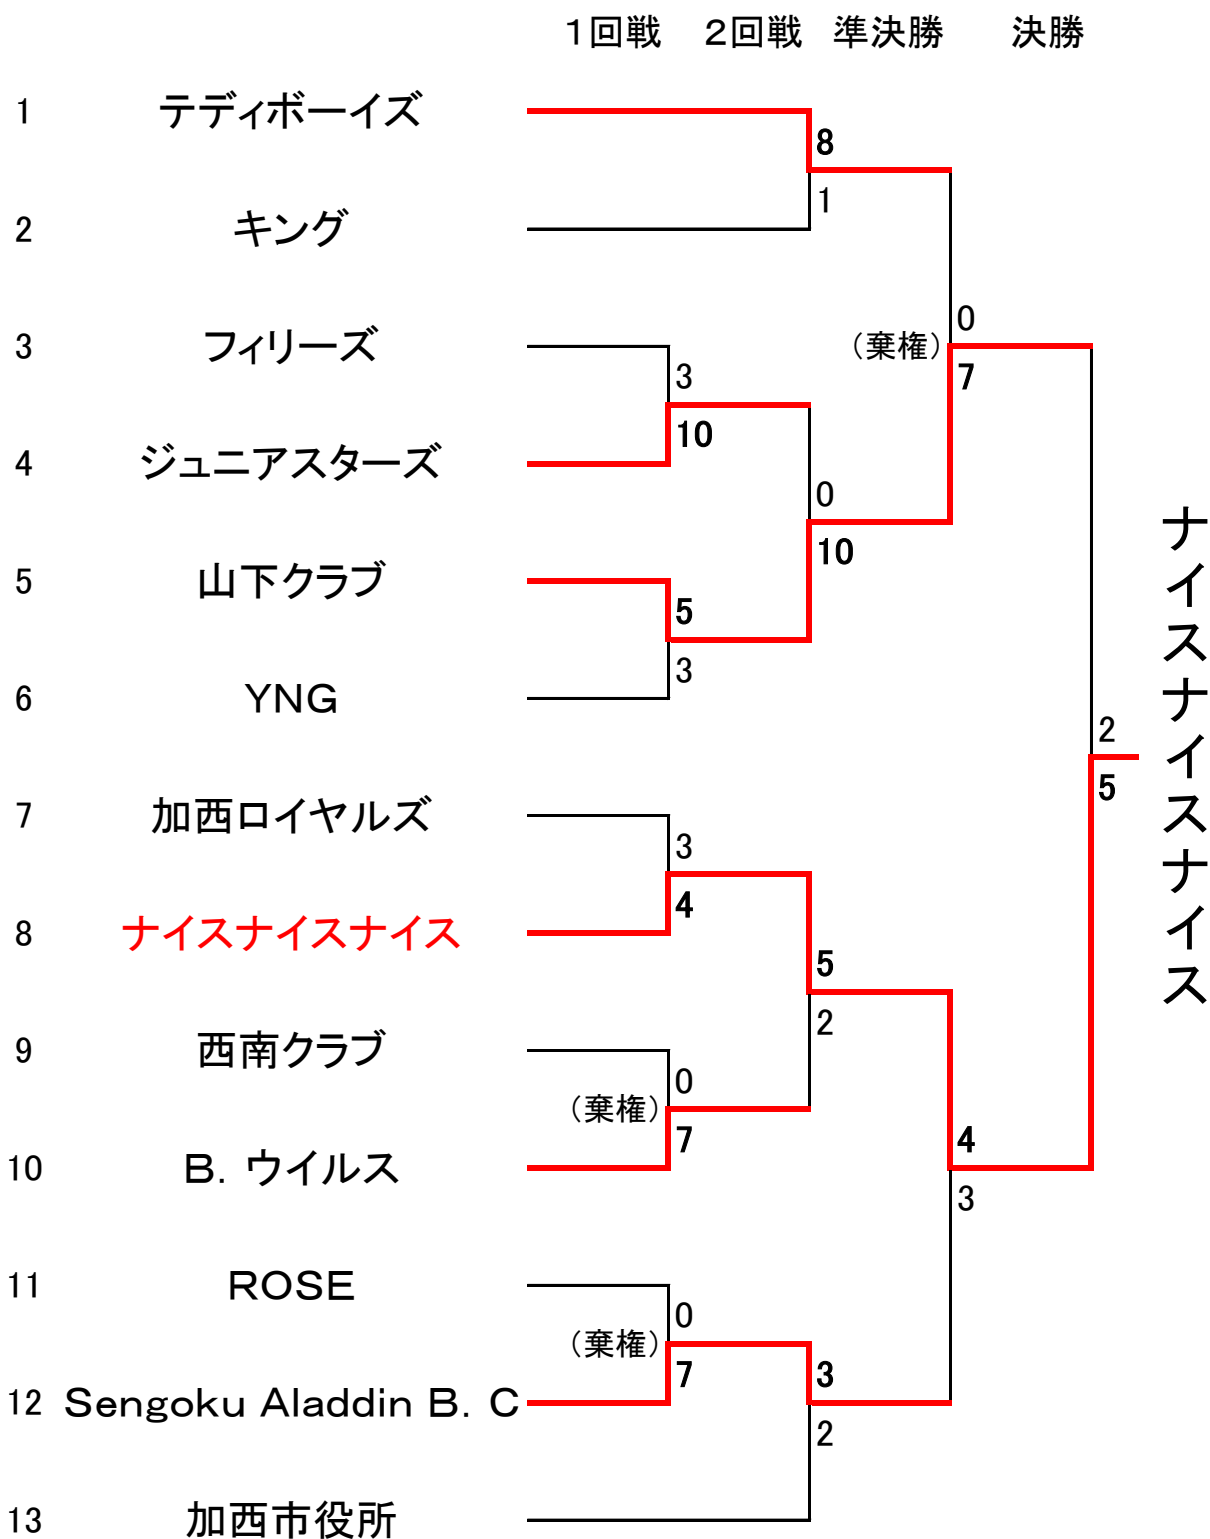 １回戦 ２回戦 準決勝 決勝
1 テディボーイズ
8
1
2 キング
3 フィリーズ
0
(棄権)
7
3
10
4 ジュニアスターズ
0
10
5 山下クラブ
5
3
6 YNG
ナイスナイスナイス
2
5
7 加西ロイヤルズ
3
4
8 ナイスナイスナイス
5
2
9 西南クラブ
0
(棄権)
7
10 B．ウイルス
4
3
11 ROSE
0
(棄権)
7
3
2
12 Sengoku Aladdin B．C
13 加西市役所